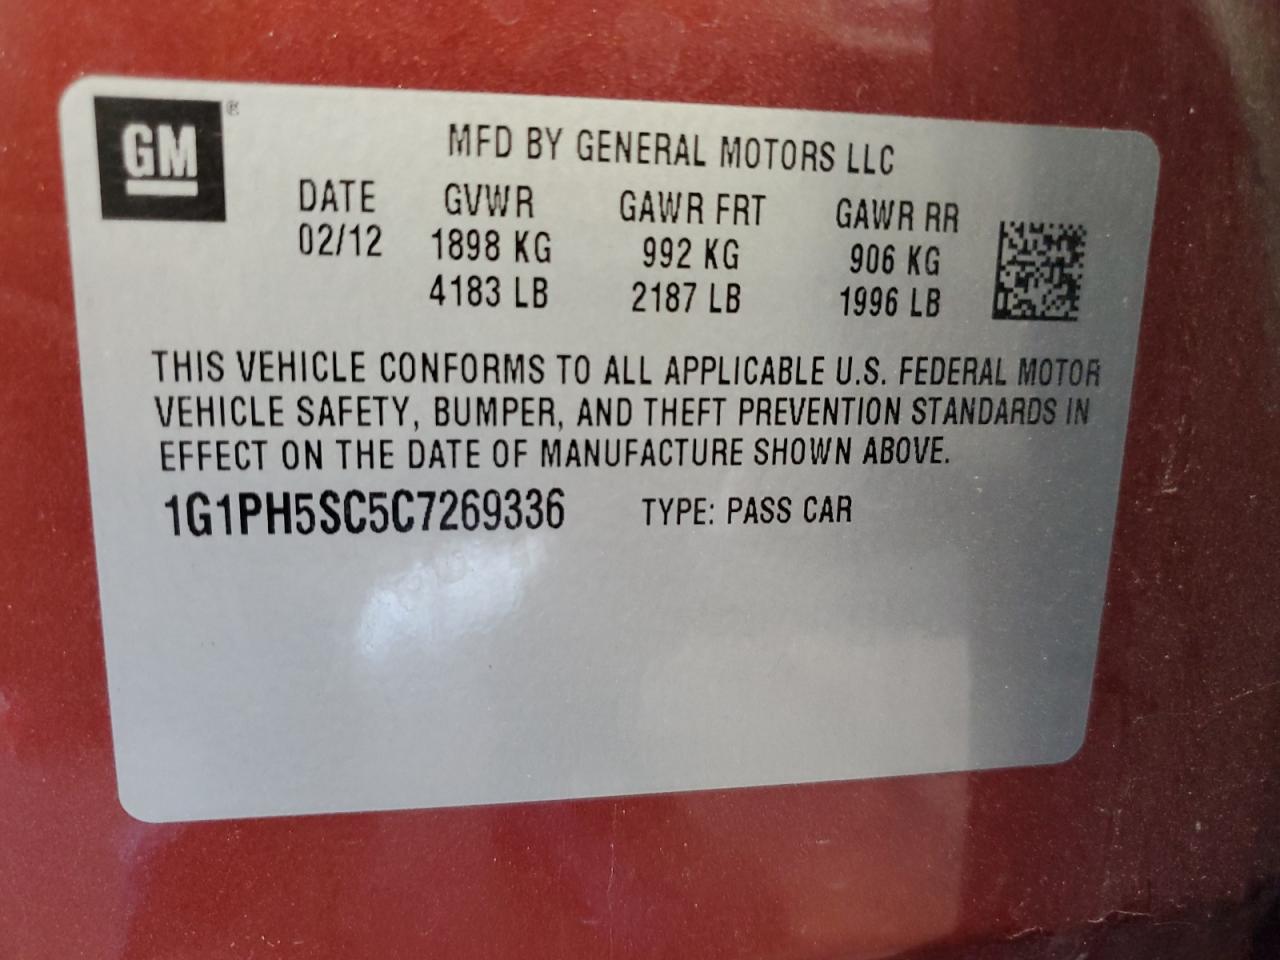 GM ®
MFD BY GENERAL MOTORS LLC
DATE GVWR GAWR FRT GAWR RR
02/12 1898 KG 992 KG 906 KG
4183 LB 2187 LB 1996 LB
THIS VEHICLE CONFORMS TO ALL APPLICABLE U.S. FEDERAL MOTOR
VEHICLE SAFETY, BUMPER, AND THEFT PREVENTION STANDARDS IN
EFFECT ON THE DATE OF MANUFACTURE SHOWN ABOVE.
1G1PH5SC5C7269336 TYPE: PASS CAR